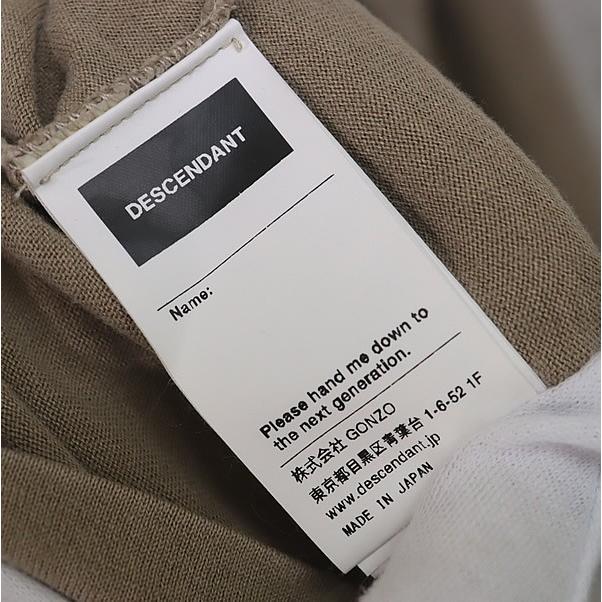 DESCENDANT
Name:
Please hand me down to
the next generation.
株式会社 GONZO
東京都目黒区青葉台 1-6-52 1F
www.descendant.jp
MADE IN JAPAN